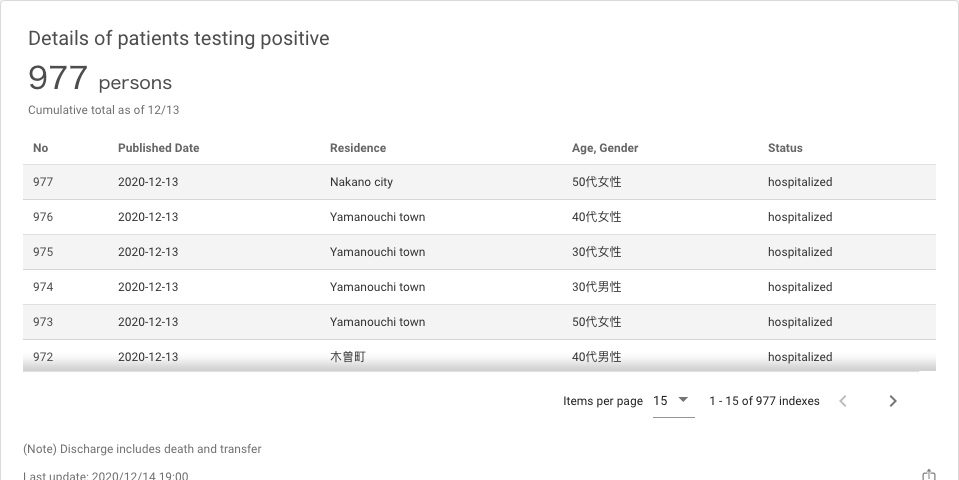 Details of patients testing positive
977 persons
Cumulative total as of 12/13
No Published Date Residence Age, Gender Status
977 2020-12-13 Nakano city 50代女性 hospitalized
976 2020-12-13 Yamanouchi town 40代女性 hospitalized
975 2020-12-13 Yamanouchi town 30代女性 hospitalized
974 2020-12-13 Yamanouchi town 30代男性 hospitalized
973 2020-12-13 Yamanouchi town 50代女性 hospitalized
972 2020-12-13 木曽町 40代男性 hospitalized
Items per page 15 1 - 15 of 977 indexes
(Note) Discharge includes death and transfer
Last update: 2020/12/14 19:00